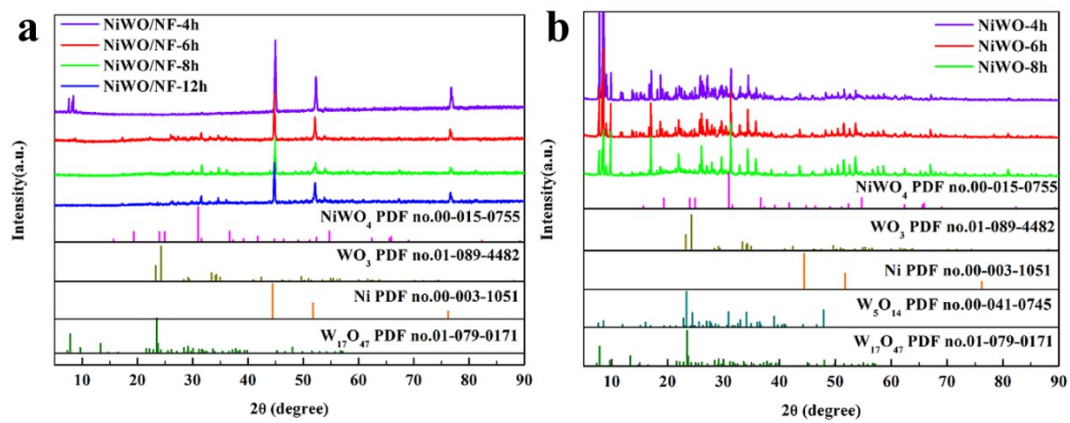 a
NiWO/NF-4h
NiWO/NF-6h
NiWO/NF-8h
NiWO/NF-12h
NiWO₄ PDF no.00-015-0755
WO₃ PDF no.01-089-4482
Ni PDF no.00-003-1051
W₁₇O₄₇ PDF no.01-079-0171
Intensity(a.u.)
10 20 30 40 50 60 70 80 90
2θ (degree)
b
NiWO-4h
NiWO-6h
NiWO-8h
NiWO₄ PDF no.00-015-0755
WO₃ PDF no.01-089-4482
Ni PDF no.00-003-1051
W₅O₁₄ PDF no.00-041-0745
W₁₇O₄₇ PDF no.01-079-0171
Intensity(a.u.)
10 20 30 40 50 60 70 80 90
2θ (degree)